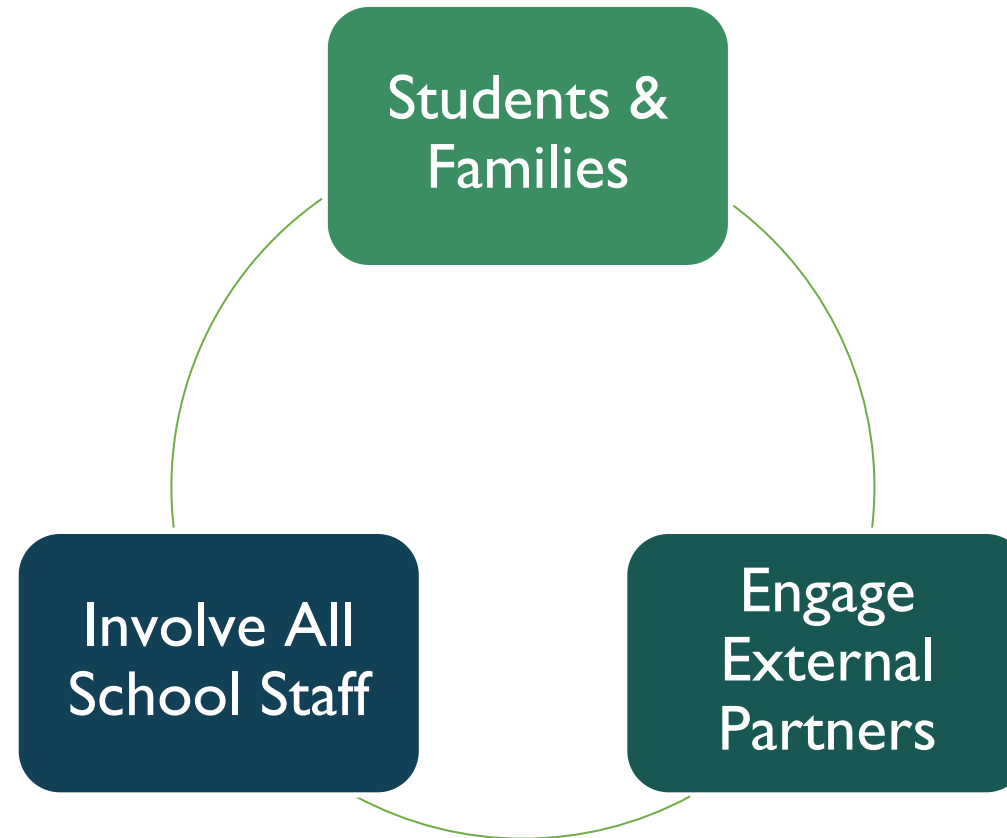 Students &
Families
Involve All
School Staff
Engage
External
Partners